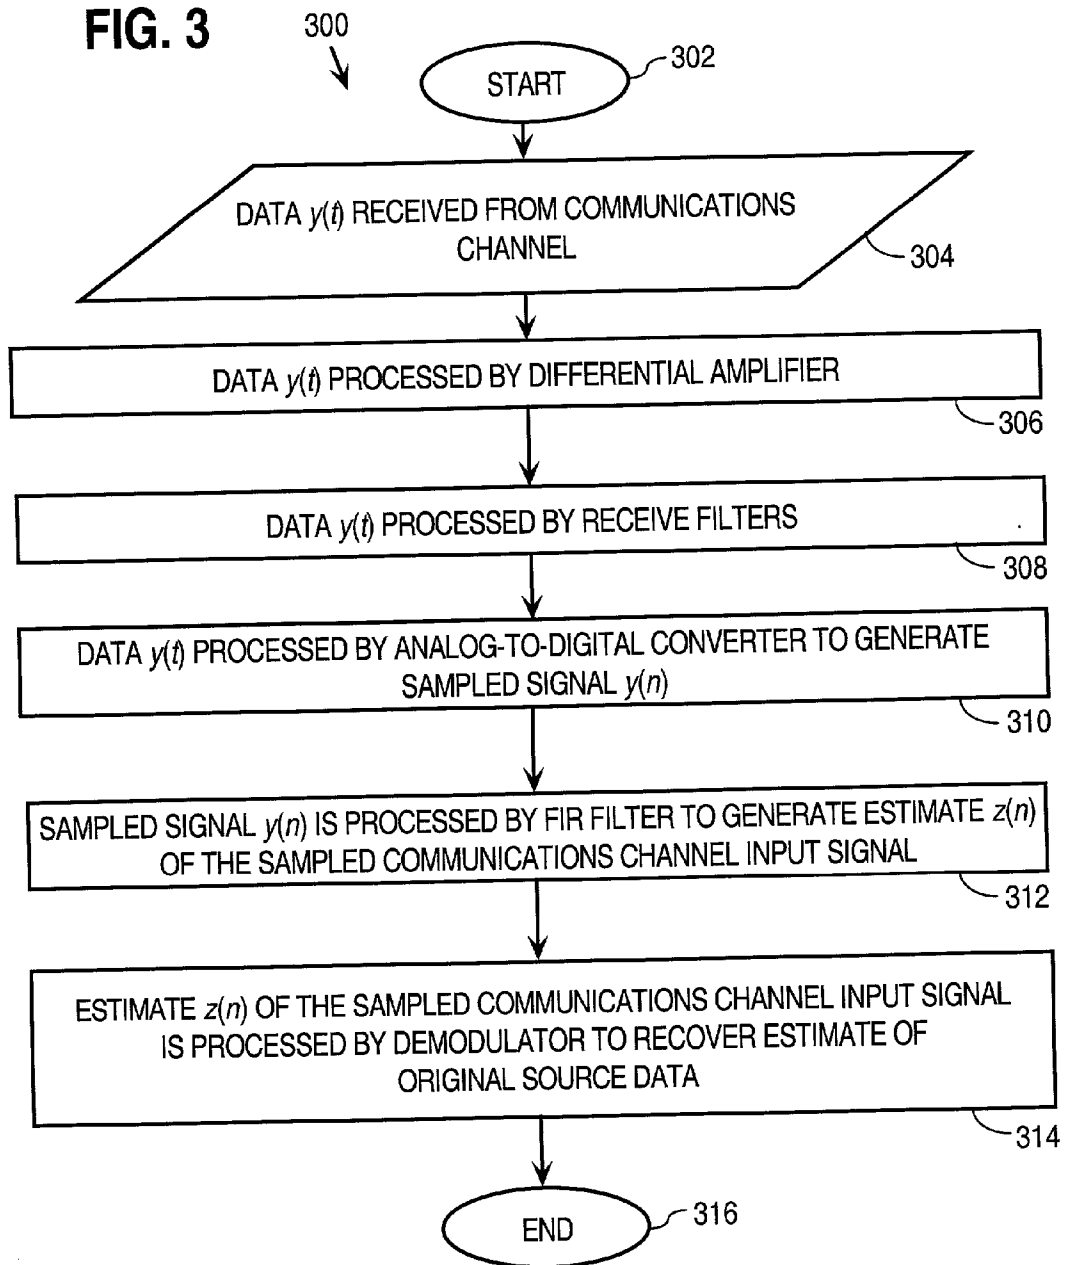 FIG. 3
300
START
302
DATA y(t) RECEIVED FROM COMMUNICATIONS
CHANNEL
304
DATA y(t) PROCESSED BY DIFFERENTIAL AMPLIFIER
306
DATA y(t) PROCESSED BY RECEIVE FILTERS
308
DATA y(t) PROCESSED BY ANALOG-TO-DIGITAL CONVERTER TO GENERATE
SAMPLED SIGNAL y(n)
310
SAMPLED SIGNAL y(n) IS PROCESSED BY FIR FILTER TO GENERATE ESTIMATE z(n)
OF THE SAMPLED COMMUNICATIONS CHANNEL INPUT SIGNAL
312
ESTIMATE z(n) OF THE SAMPLED COMMUNICATIONS CHANNEL INPUT SIGNAL
IS PROCESSED BY DEMODULATOR TO RECOVER ESTIMATE OF
ORIGINAL SOURCE DATA
314
END
316